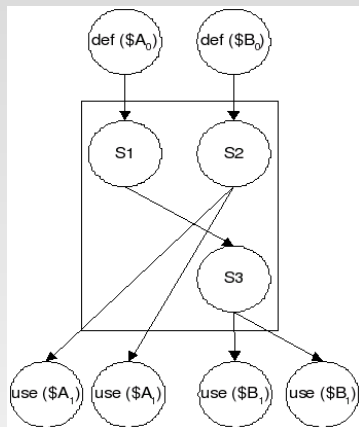 def ($A₀) def ($B₀)
S1 S2
S3
use ($A₁) use ($A₁) use ($B₁) use ($B₁)